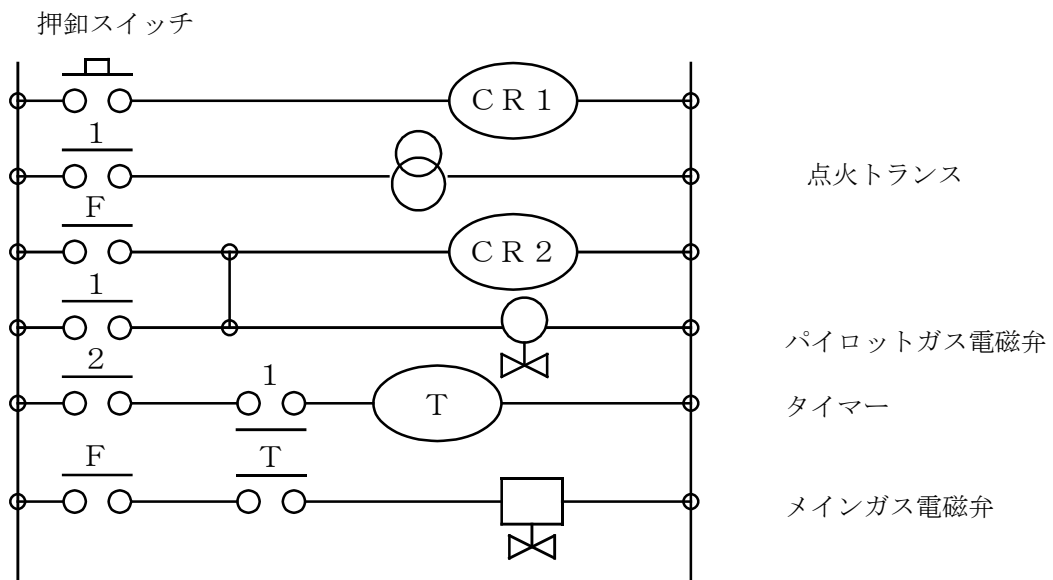 押釦スイッチ
ＣＲ１
１
点火トランス
Ｆ
ＣＲ２
１
パイロットガス電磁弁
２
１
Ｔ
タイマー
Ｆ
Ｔ
メインガス電磁弁